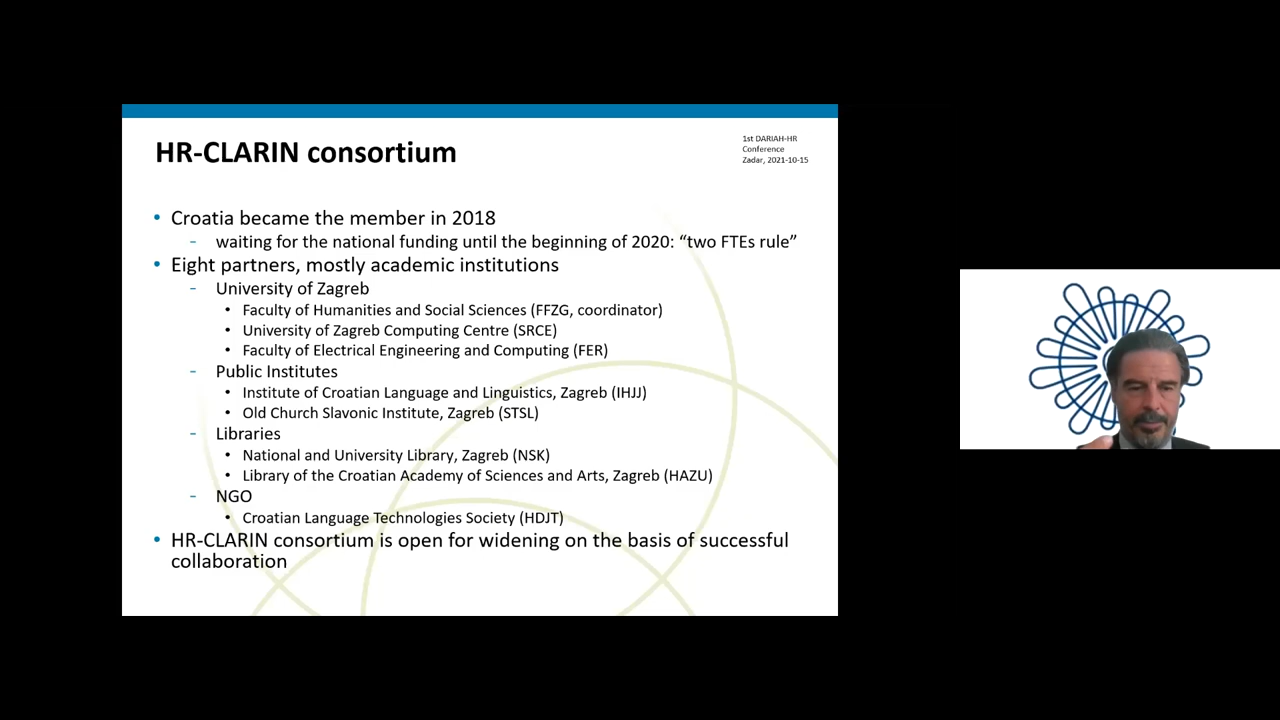 HR-CLARIN consortium
1st DARIAH-HR
Conference
Zadar, 2021-10-15
• Croatia became the member in 2018
- waiting for the national funding until the beginning of 2020: “two FTEs rule”
• Eight partners, mostly academic institutions
- University of Zagreb
• Faculty of Humanities and Social Sciences (FFZG, coordinator)
• University of Zagreb Computing Centre (SRCE)
• Faculty of Electrical Engineering and Computing (FER)
- Public Institutes
• Institute of Croatian Language and Linguistics, Zagreb (IHJJ)
• Old Church Slavonic Institute, Zagreb (STSL)
- Libraries
• National and University Library, Zagreb (NSK)
• Library of the Croatian Academy of Sciences and Arts, Zagreb (HAZU)
- NGO
• Croatian Language Technologies Society (HDJT)
• HR-CLARIN consortium is open for widening on the basis of successful
collaboration